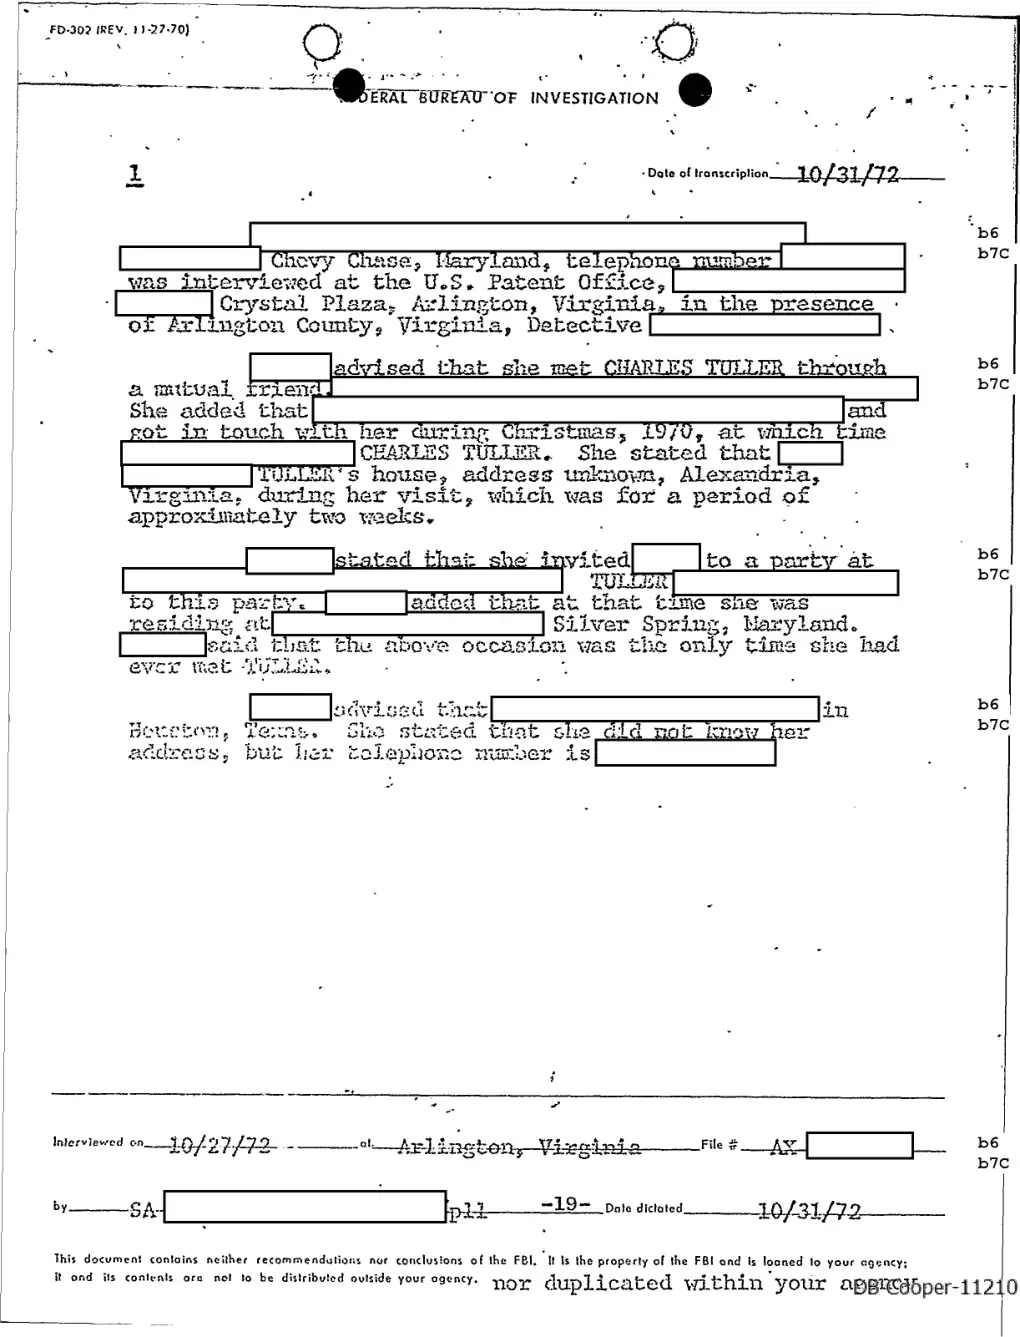 FD-302 (REV. 11-27-70)
FEDERAL BUREAU OF INVESTIGATION
1
Date of transcription 10/31/72
b6
b7C
Chevy Chase, Maryland, telephone number
was interviewed at the U.S. Patent Office,
Crystal Plaza, Arlington, Virginia, in the presence
of Arlington County, Virginia, Detective
b6
b7C
advised that she met CHARLES TULLER through
a mutual friend.
She added that and
got in touch with her during Christmas, 1970, at which time
CHARLES TULLER. She stated that
TULLER's house, address unknown, Alexandria,
Virginia, during her visit, which was for a period of
approximately two weeks.
b6
b7C
stated that she invited to a party at
TULLER
to this party. added that at that time she was
residing at Silver Spring, Maryland.
said that the above occasion was the only time she had
ever met TULLER.
b6
b7C
advised that in
Houston, Texas. She stated that she did not know her
address, but her telephone number is
Interviewed on 10/27/72 at Arlington, Virginia File # AX
b6
b7C
by SA pll -19- Date dictated 10/31/72
This document contains neither recommendations nor conclusions of the FBI. It is the property of the FBI and is loaned to your agency;
it and its contents are not to be distributed outside your agency. nor duplicated within your agency.
DB Cooper-11210